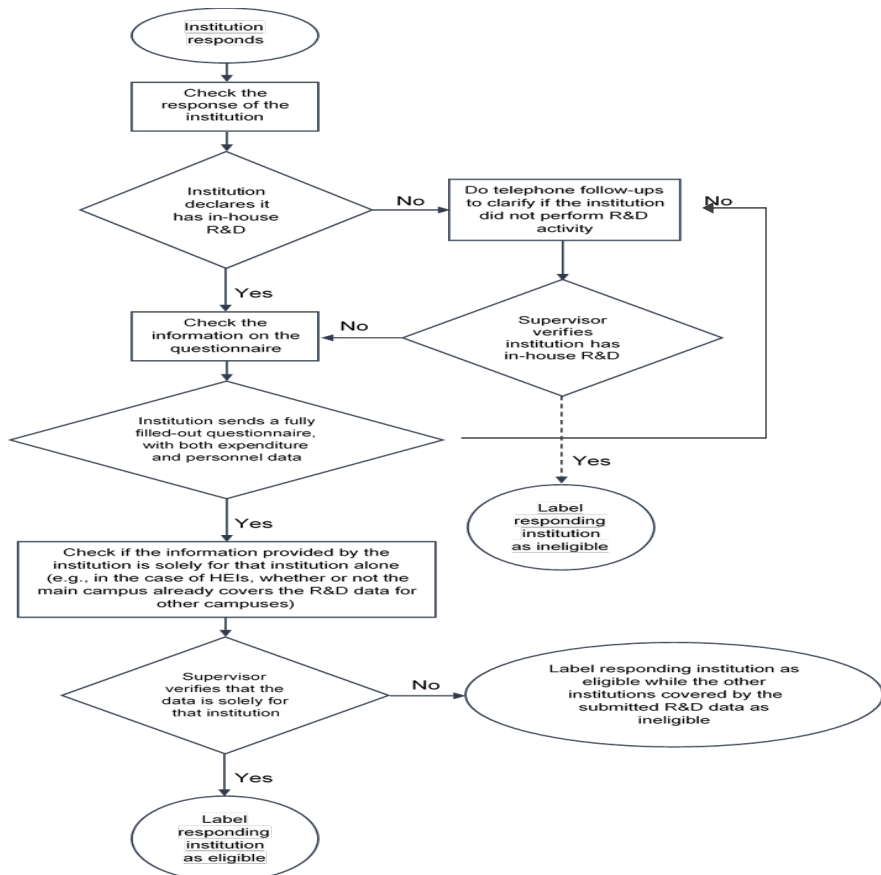 Institution
responds
Check the
response of the
institution
Institution
declares it
has in-house
R&D
No
Do telephone follow-ups
to clarify if the institution
did not perform R&D
activity
No
Yes
Check the
information on the
questionnaire
No
Supervisor
verifies
institution has
in-house R&D
Institution sends a fully
filled-out questionnaire,
with both expenditure
and personnel data
Yes
Label
responding
institution
as ineligible
Yes
Check if the information provided by the
institution is solely for that institution alone
(e.g., in the case of HEIs, whether or not the
main campus already covers the R&D data for
other campuses)
Supervisor
verifies that the
data is solely for
that institution
No
Label responding institution as
eligible while the other
institutions covered by the
submitted R&D data as
ineligible
Yes
Label
responding
institution
as eligible